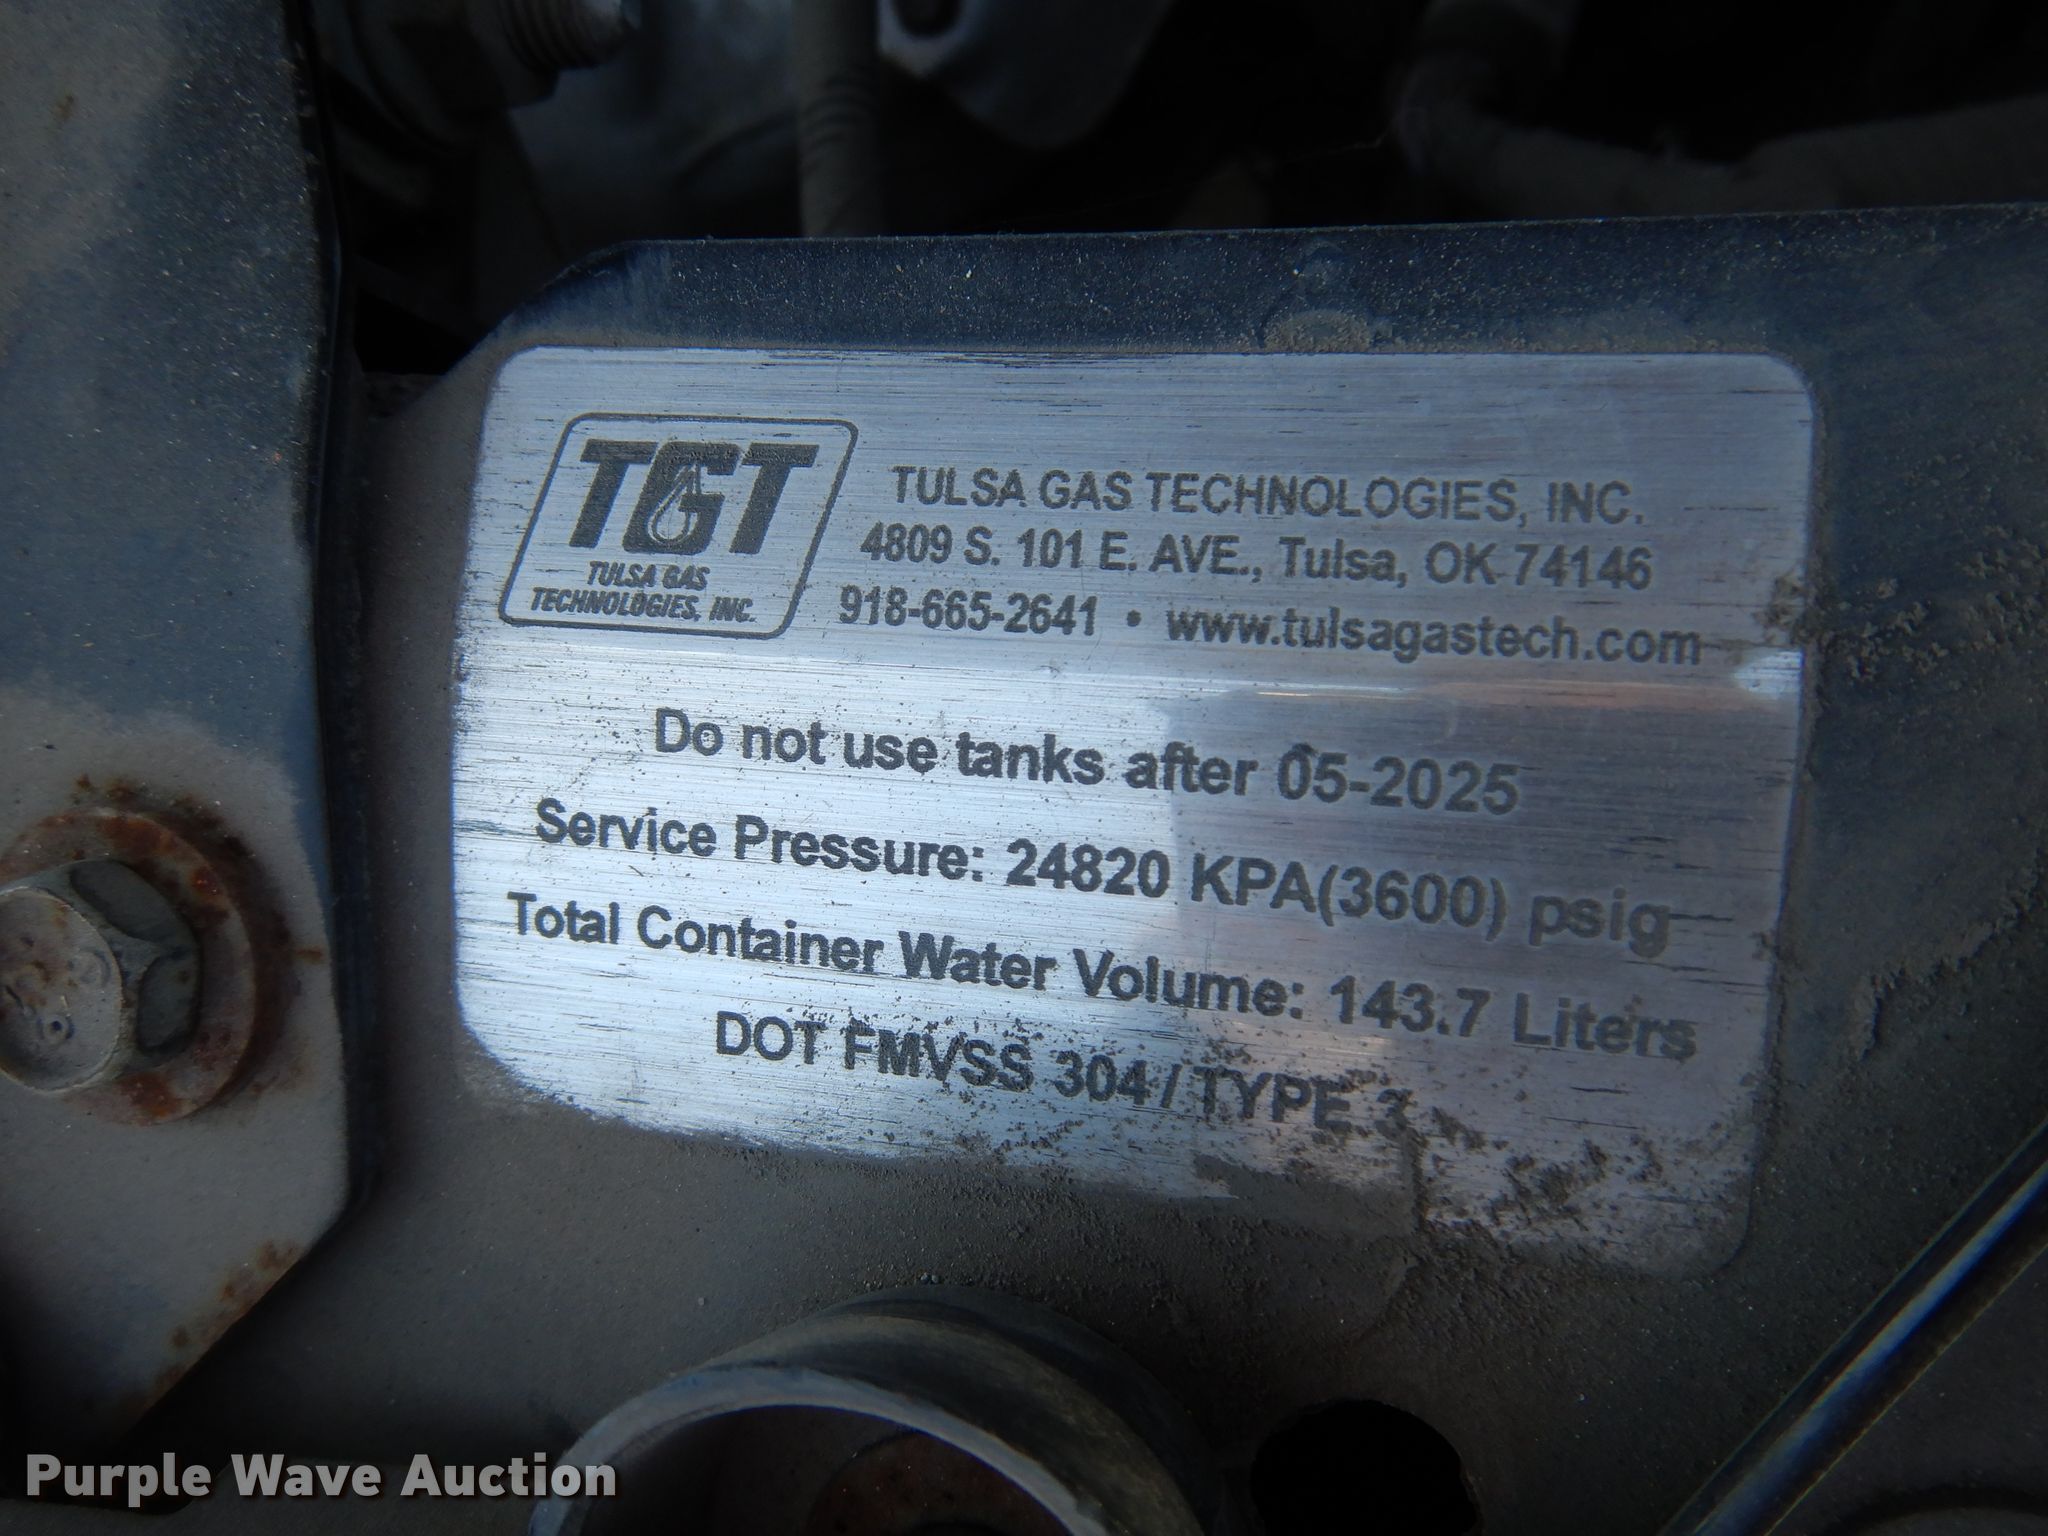 TGT
TULSA GAS
TECHNOLOGIES, INC.
TULSA GAS TECHNOLOGIES, INC.
4809 S. 101 E. AVE., Tulsa, OK 74146
918-665-2641 • www.tulsagastech.com
Do not use tanks after 05-2025
Service Pressure: 24820 KPA(3600) psig
Total Container Water Volume: 143.7 Liters
DOT FMVSS 304 / TYPE 3
Purple Wave Auction